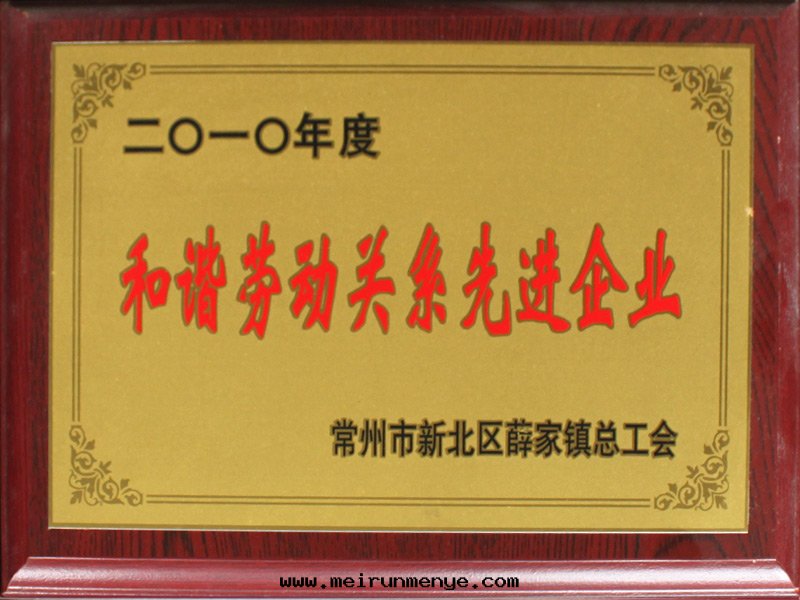 二〇一〇年度
和谐劳动关系先进企业
常州市新北区薛家镇总工会
www.meirunmenye.com